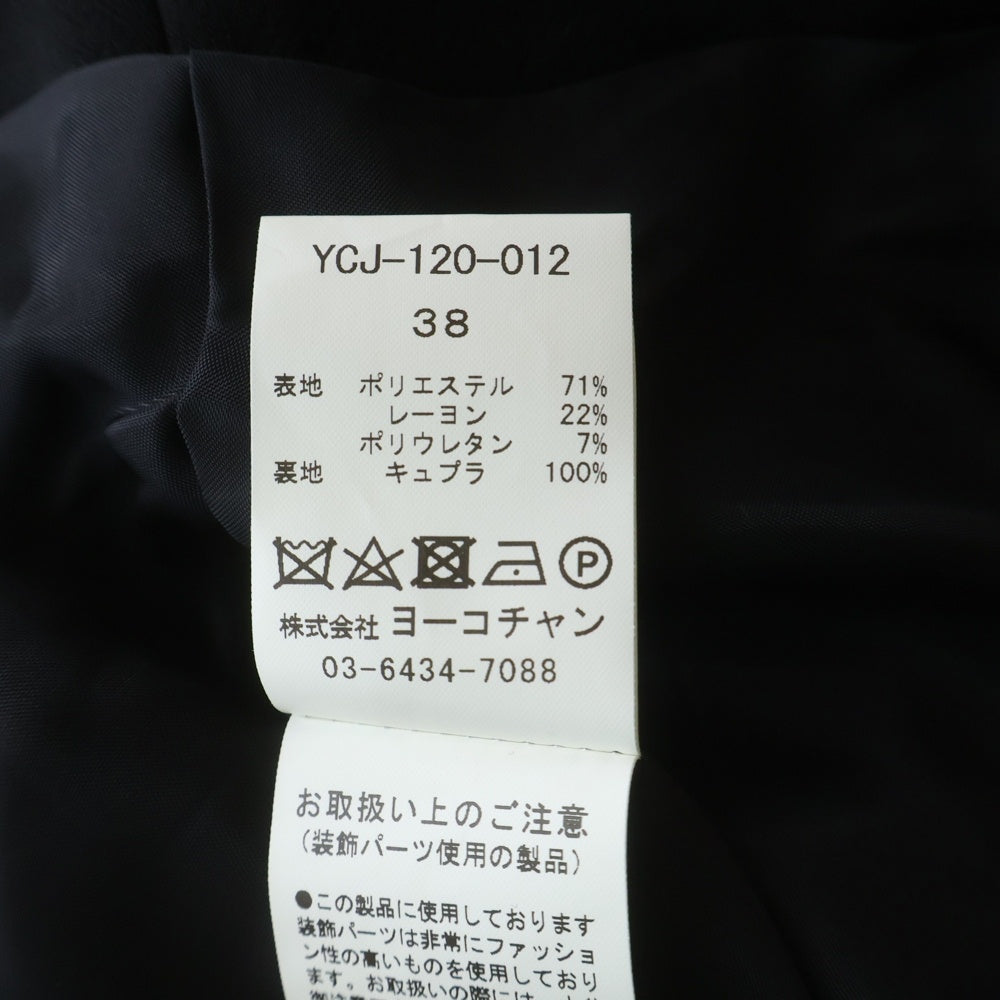 YCJ-120-012
38
表地 ポリエステル 71%
レーヨン 22%
ポリウレタン 7%
裏地 キュプラ 100%
P
株式会社 ヨーコチャン
03-6434-7088
お取扱い上のご注意
(装飾パーツ使用の製品)
●この製品に使用しております
装飾パーツは非常にファッショ
ン性の高いものを使用しており
ます。お取扱いの際には、